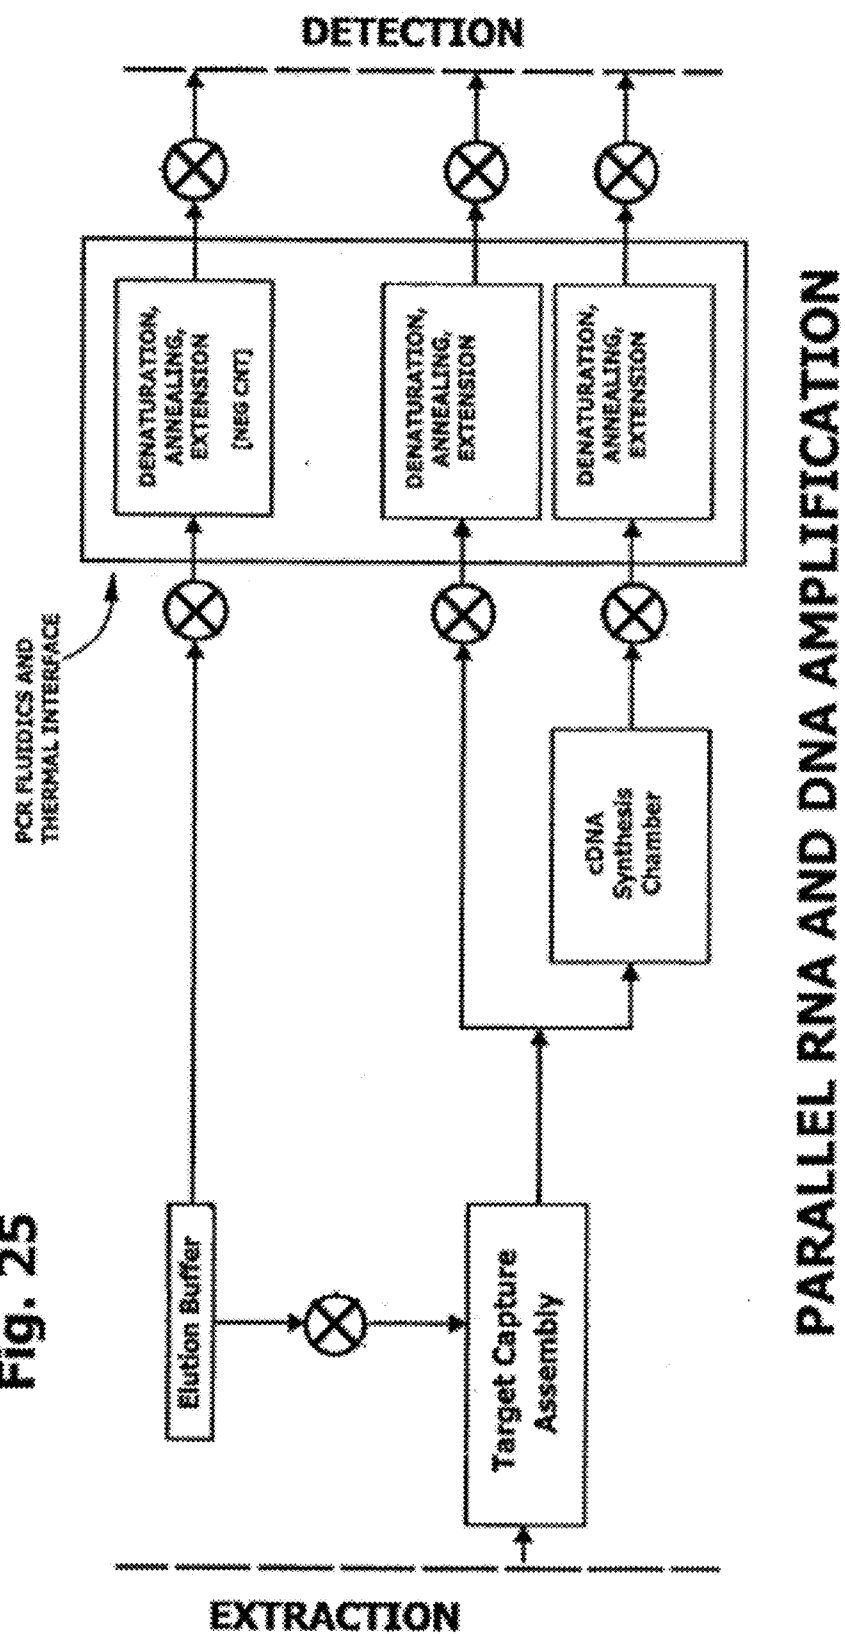 Fig. 25
PCR FLUIDICS AND
THERMAL INTERFACE
EXTRACTION
Elution Buffer
Target Capture
Assembly
cDNA
Synthesis
Chamber
DENATURATION,
ANNEALING,
EXTENSION
[NEG CNT]
DENATURATION,
ANNEALING,
EXTENSION
DENATURATION,
ANNEALING,
EXTENSION
DETECTION
PARALLEL RNA AND DNA AMPLIFICATION